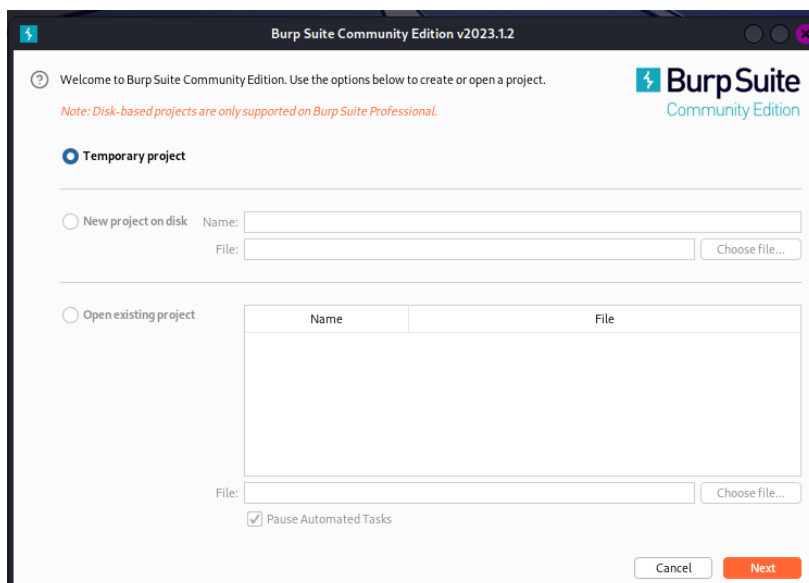 Burp Suite Community Edition v2023.1.2
Welcome to Burp Suite Community Edition. Use the options below to create or open a project.
Note: Disk-based projects are only supported on Burp Suite Professional.
Burp Suite
Community Edition
Temporary project
New project on disk Name:
File: Choose file...
Open existing project
Name File
File: Choose file...
Pause Automated Tasks
Cancel Next